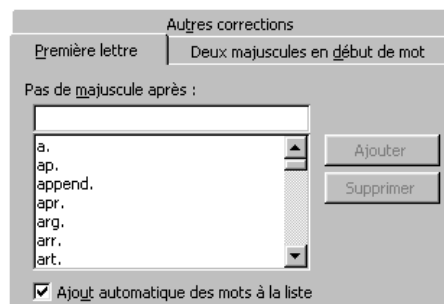 Autres corrections
Première lettre
Deux majuscules en début de mot
Pas de majuscule après :
a.
ap.
append.
apr.
arg.
arr.
art.
Ajouter
Supprimer
Ajout automatique des mots à la liste